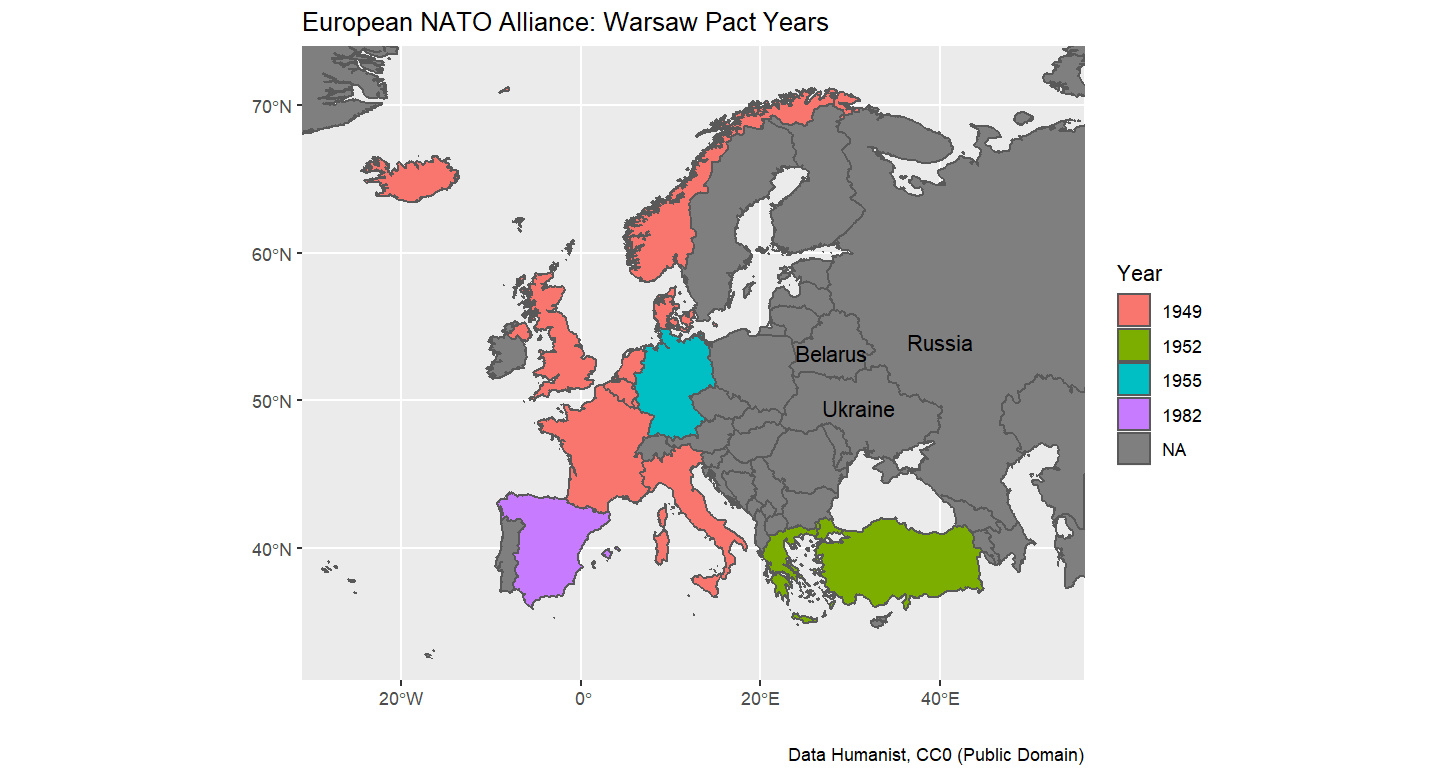 European NATO Alliance: Warsaw Pact Years
70°N
60°N
50°N
40°N
20°W
0°
20°E
40°E
Belarus
Russia
Ukraine
Year
1949
1952
1955
1982
NA
Data Humanist, CC0 (Public Domain)